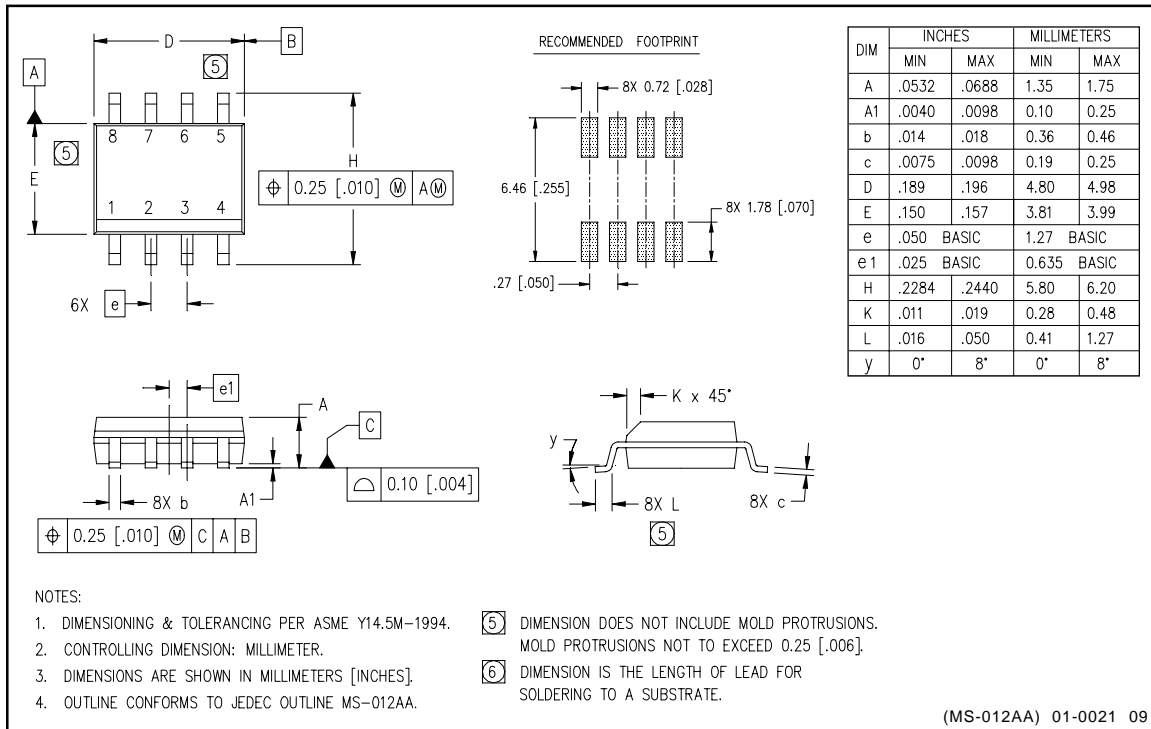 D
B
5
A
8 7 6 5
5
E
H
⌖ 0.25 [.010] Ⓜ AⓂ
1 2 3 4
6X e
RECOMMENDED FOOTPRINT
8X 0.72 [.028]
6.46 [.255]
8X 1.78 [.070]
.27 [.050]
DIM INCHES MILLIMETERS
MIN MAX MIN MAX
A .0532 .0688 1.35 1.75
A1 .0040 .0098 0.10 0.25
b .014 .018 0.36 0.46
c .0075 .0098 0.19 0.25
D .189 .196 4.80 4.98
E .150 .157 3.81 3.99
e .050 BASIC 1.27 BASIC
e1 .025 BASIC 0.635 BASIC
H .2284 .2440 5.80 6.20
K .011 .019 0.28 0.48
L .016 .050 0.41 1.27
y 0° 8° 0° 8°
e1
A
C
⌓ 0.10 [.004]
A1
8X b
⌖ 0.25 [.010] Ⓜ C A B
K x 45°
y
8X L
8X c
5
NOTES:
1. DIMENSIONING & TOLERANCING PER ASME Y14.5M-1994.
2. CONTROLLING DIMENSION: MILLIMETER.
3. DIMENSIONS ARE SHOWN IN MILLIMETERS [INCHES].
4. OUTLINE CONFORMS TO JEDEC OUTLINE MS-012AA.
5 DIMENSION DOES NOT INCLUDE MOLD PROTRUSIONS.
MOLD PROTRUSIONS NOT TO EXCEED 0.25 [.006].
6 DIMENSION IS THE LENGTH OF LEAD FOR
SOLDERING TO A SUBSTRATE.
(MS-012AA) 01-0021 09